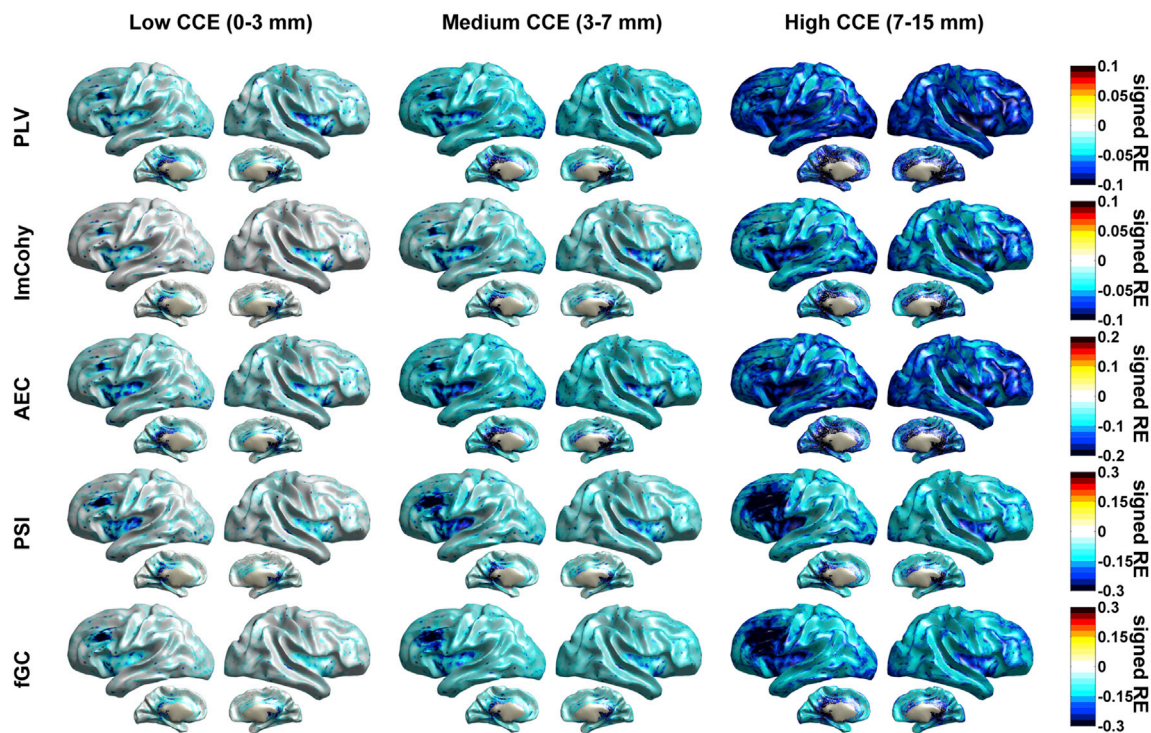 Low CCE (0-3 mm) Medium CCE (3-7 mm) High CCE (7-15 mm)
PLV
0.1
0.05
0
-0.05
-0.1
signed RE
ImCohy
0.1
0.05
0
-0.05
-0.1
signed RE
AEC
0.2
0.1
0
-0.1
-0.2
signed RE
PSI
0.3
0.15
0
-0.15
-0.3
signed RE
fGC
0.3
0.15
0
-0.15
-0.3
signed RE